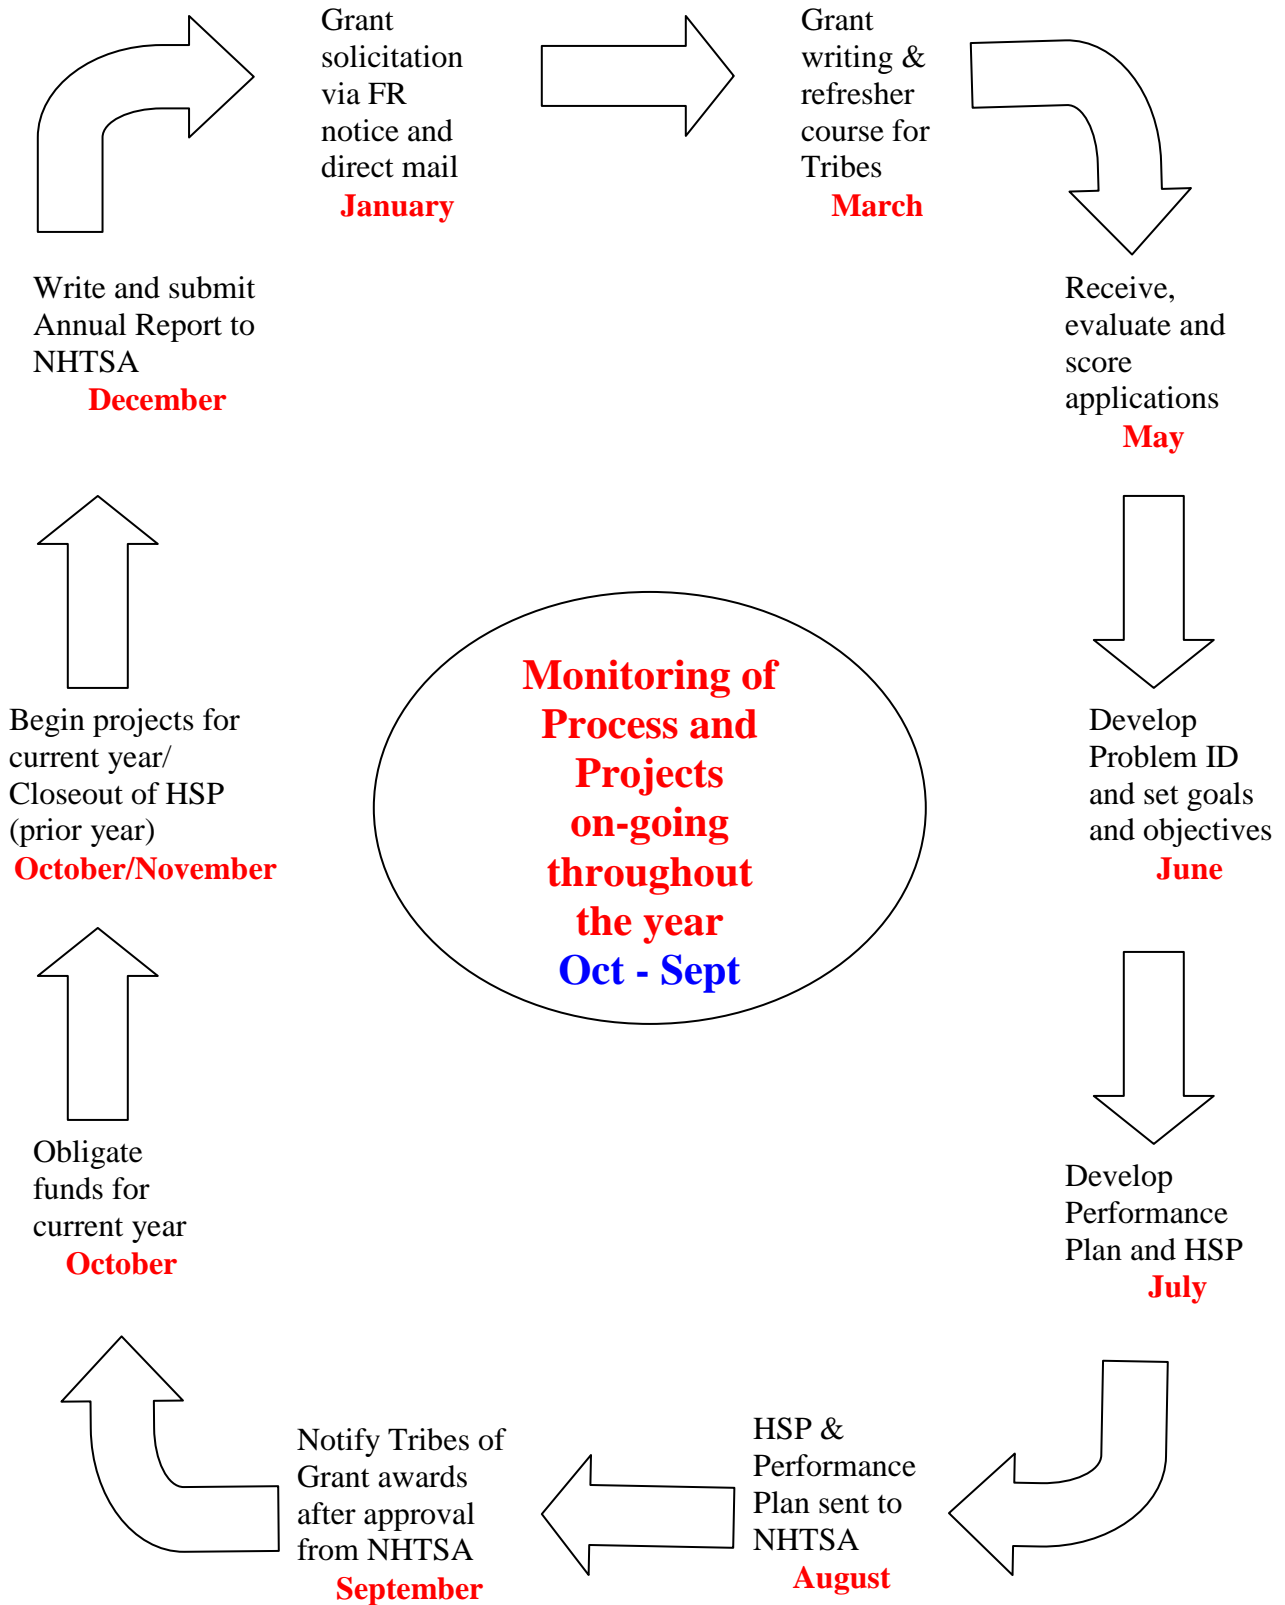 Grant
solicitation
via FR
notice and
direct mail
January
Grant
writing &
refresher
course for
Tribes
March
Receive,
evaluate and
score
applications
May
Develop
Problem ID
and set goals
and objectives
June
Develop
Performance
Plan and HSP
July
HSP &
Performance
Plan sent to
NHTSA
August
Notify Tribes of
Grant awards
after approval
from NHTSA
September
Obligate
funds for
current year
October
Begin projects for
current year/
Closeout of HSP
(prior year)
October/November
Write and submit
Annual Report to
NHTSA
December
Monitoring of
Process and
Projects
on-going
throughout
the year
Oct - Sept